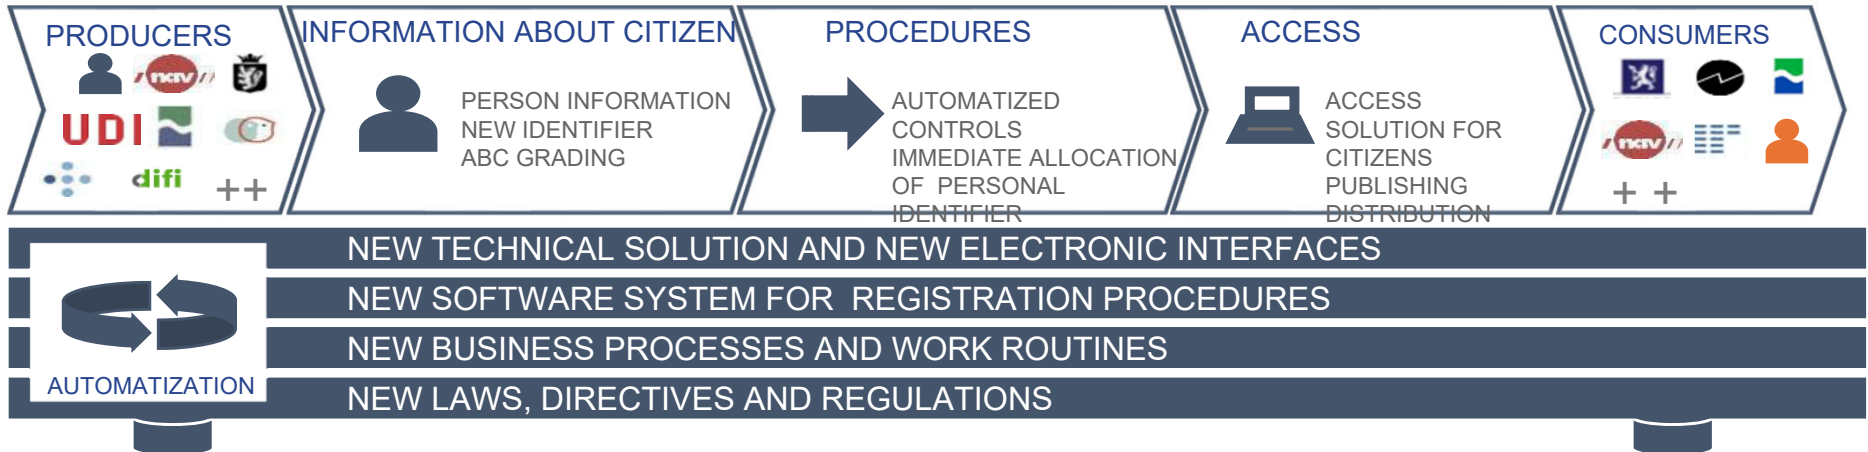 PRODUCERS
nav
UDI
difi
++
INFORMATION ABOUT CITIZEN
PERSON INFORMATION
NEW IDENTIFIER
ABC GRADING
PROCEDURES
AUTOMATIZED
CONTROLS
IMMEDIATE ALLOCATION
OF PERSONAL
IDENTIFIER
ACCESS
ACCESS
SOLUTION FOR
CITIZENS
PUBLISHING
DISTRIBUTION
CONSUMERS
nav
+ +
NEW TECHNICAL SOLUTION AND NEW ELECTRONIC INTERFACES
NEW SOFTWARE SYSTEM FOR REGISTRATION PROCEDURES
NEW BUSINESS PROCESSES AND WORK ROUTINES
NEW LAWS, DIRECTIVES AND REGULATIONS
AUTOMATIZATION